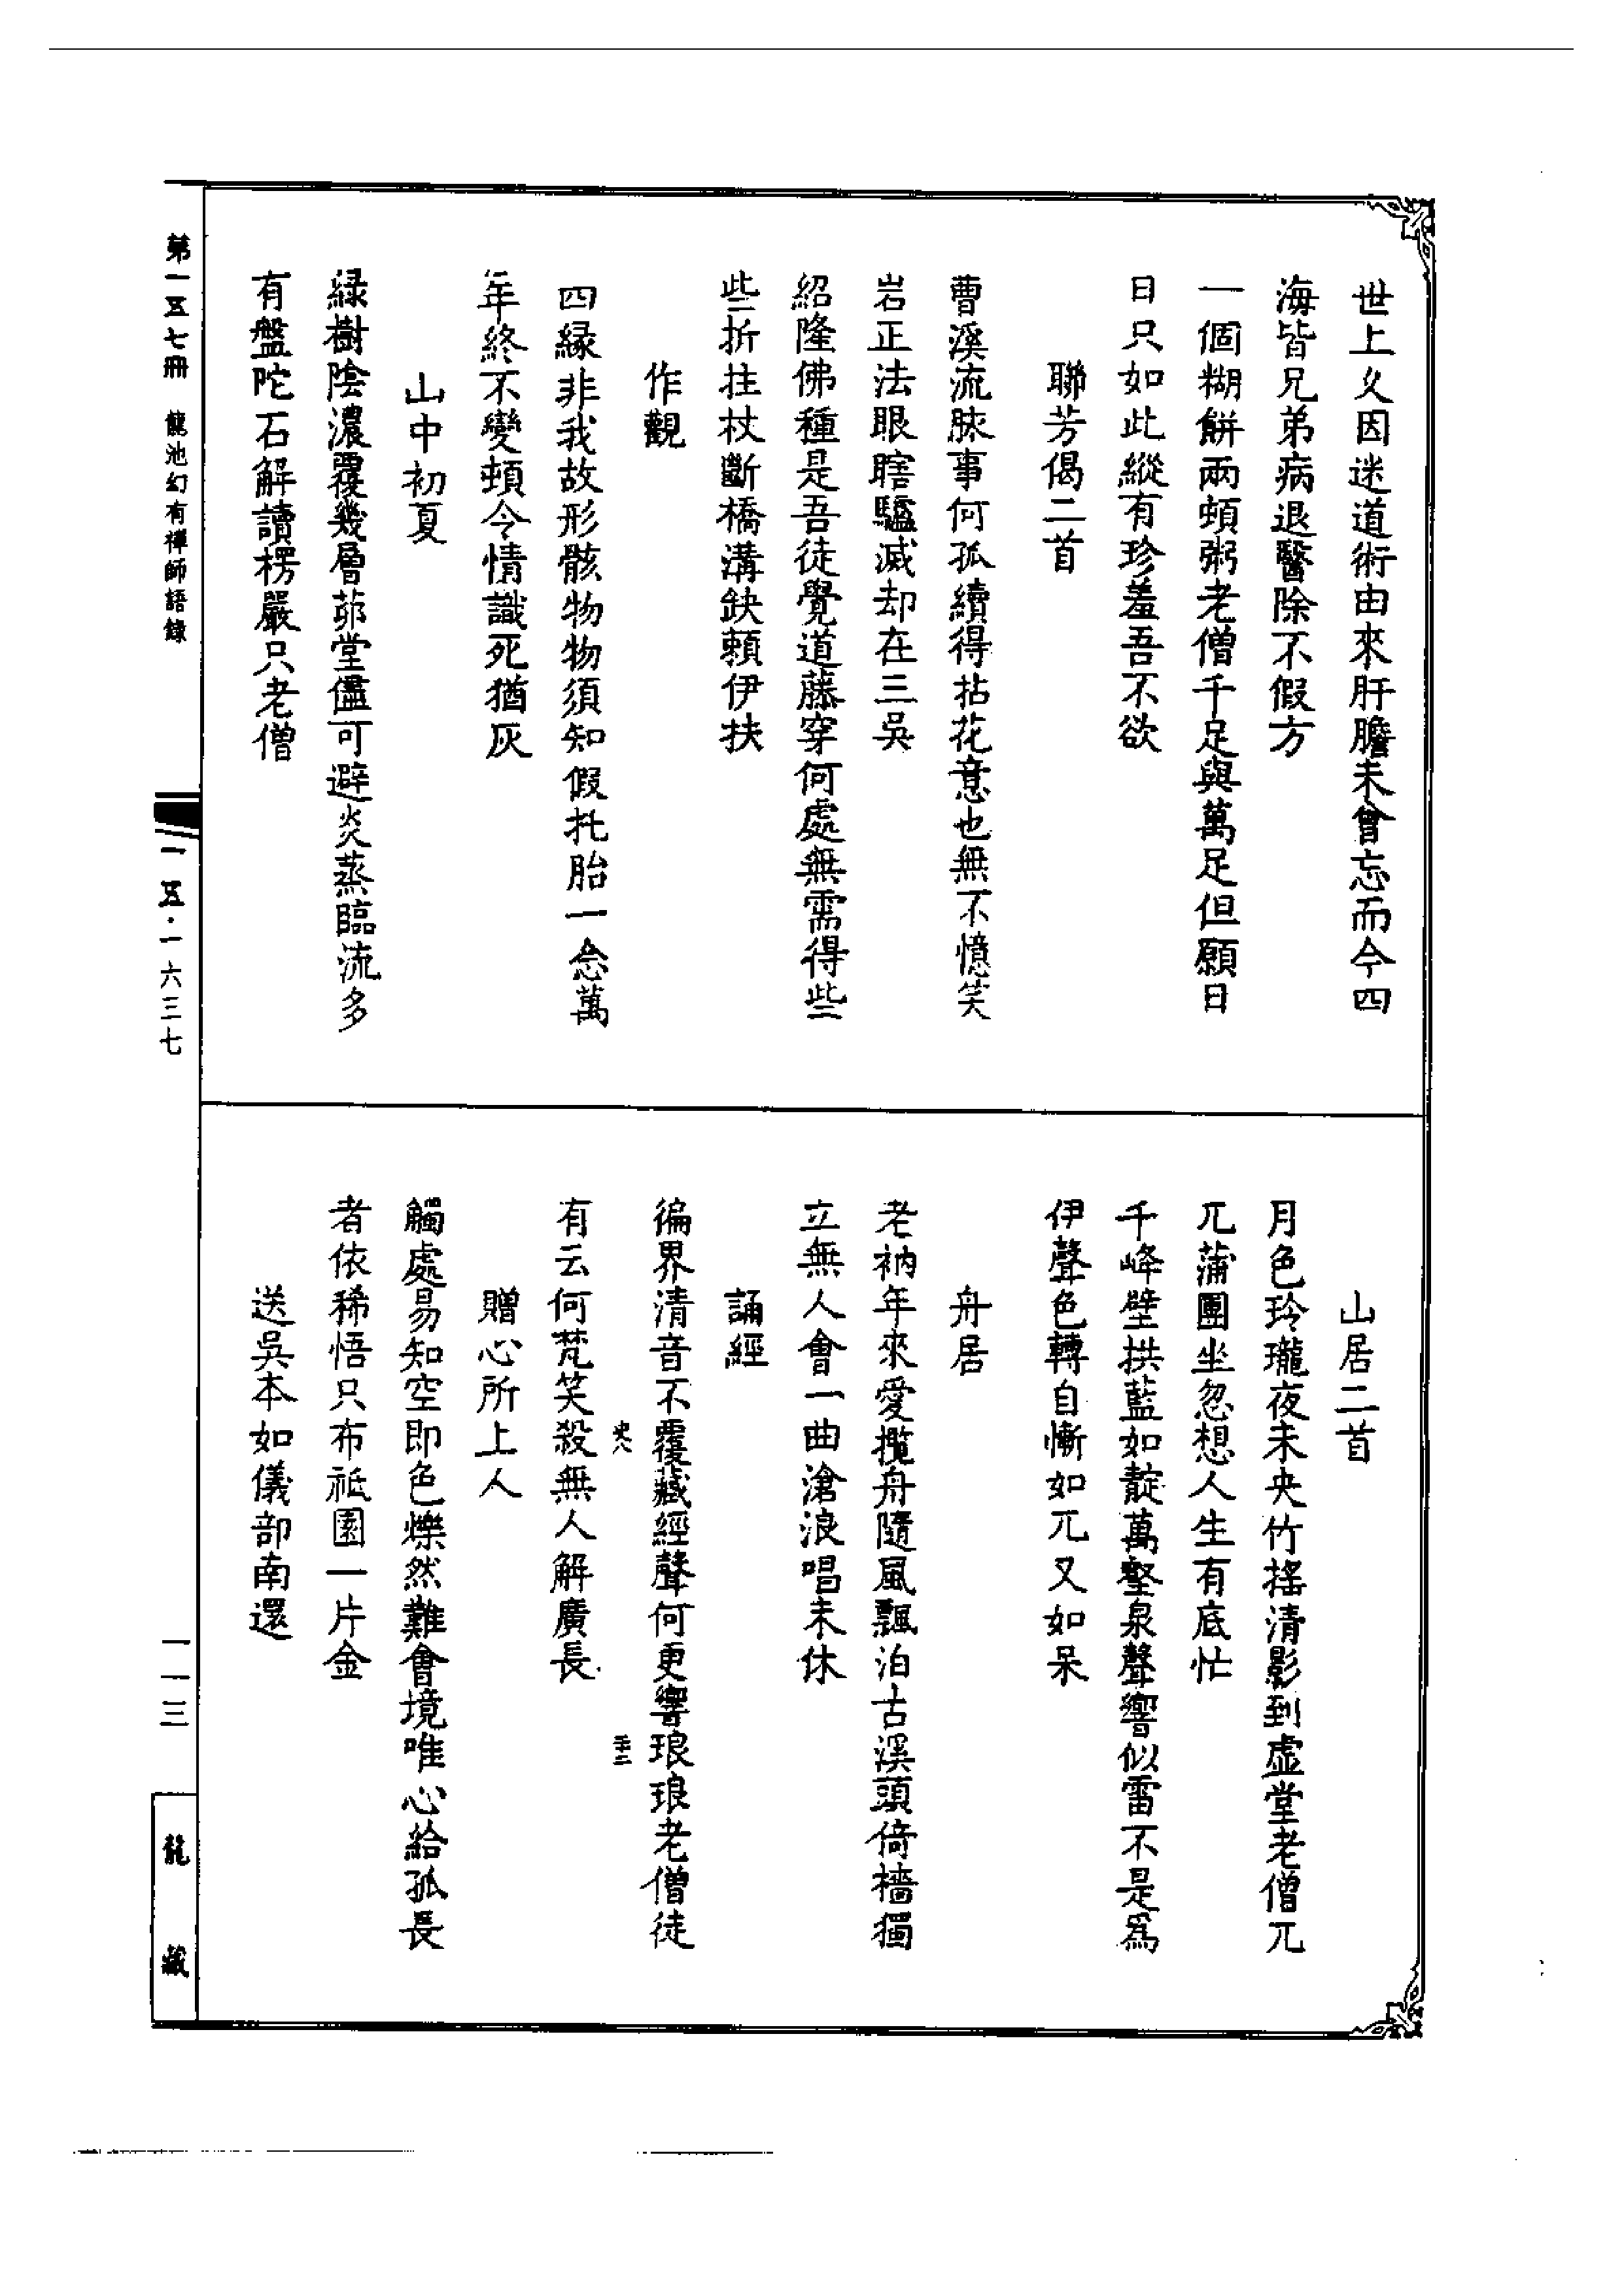 世上久因迷道術由來肝膽未曾忘而今四
海皆兄弟病退醫除不假方
一個糊餅兩頓粥老僧千足與萬足但願日
日只如此縱有珍羞吾不欲
聯芳偈二首
曹溪流脉事何孤續得拈花意也無不憶笑
岩正法眼瞎驢滅却在三吳
紹隆佛種是吾徒覺道藤穿何處無需得些
些折拄杖斷橋溝缺賴伊扶
作觀
四緣非我故形骸物物須知假托胎一念萬
年終不變頓令情識死猶灰
山中初夏
綠樹陰濃覆幾層茆堂儘可避炎蒸臨流多
有盤陀石解讀楞嚴只老僧
山居二首
月色玲瓏夜未央竹搖清影到虛堂老僧兀
兀蒲團坐忽想人生有底忙
千峰壁拱藍如靛萬壑泉聲響似雷不是爲
伊聲色轉自慚如兀又如呆
舟居
老衲年來愛攬舟隨風飄泊古溪頭倚檣獨
立無人會一曲滄浪唱未休
誦經
徧界清音不覆藏經聲何更響琅琅老僧徒
有云何梵笑殺無人解廣長
贈心所上人
觸處易知空即色爍然難會境唯心給孤長
者依稀悟只布祗園一片金
送吳本如儀部南還
第一五七冊 龍池幻有禪師語錄
一五·一六三七
一一三
龍藏